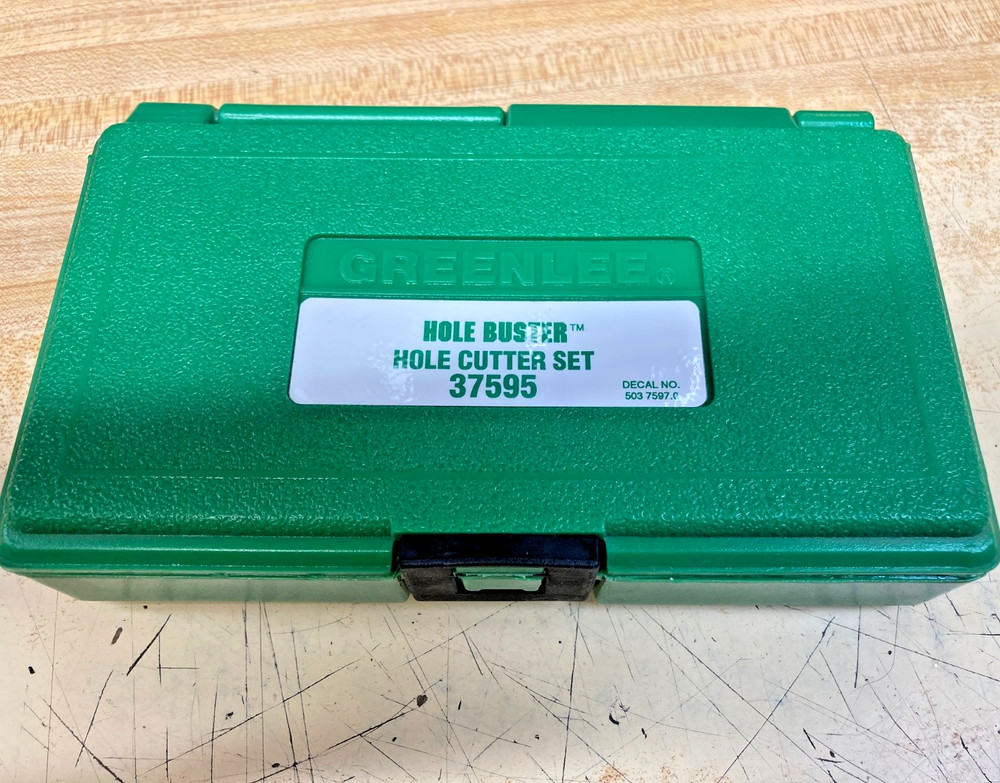 GREENLEE®
HOLE BUSTER™
HOLE CUTTER SET
37595
DECAL NO.
503 7597.0